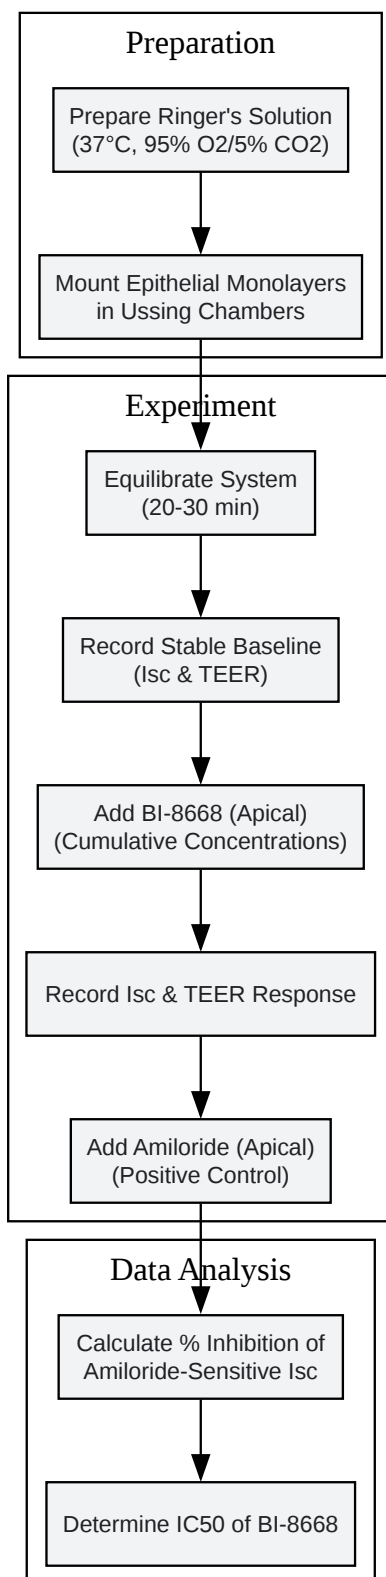 Preparation
Prepare Ringer's Solution
(37°C, 95% O2/5% CO2)
Mount Epithelial Monolayers
in Ussing Chambers
Experiment
Equilibrate System
(20-30 min)
Record Stable Baseline
(Isc & TEER)
Add BI-8668 (Apical)
(Cumulative Concentrations)
Record Isc & TEER Response
Add Amiloride (Apical)
(Positive Control)
Data Analysis
Calculate % Inhibition of
Amiloride-Sensitive Isc
Determine IC50 of BI-8668